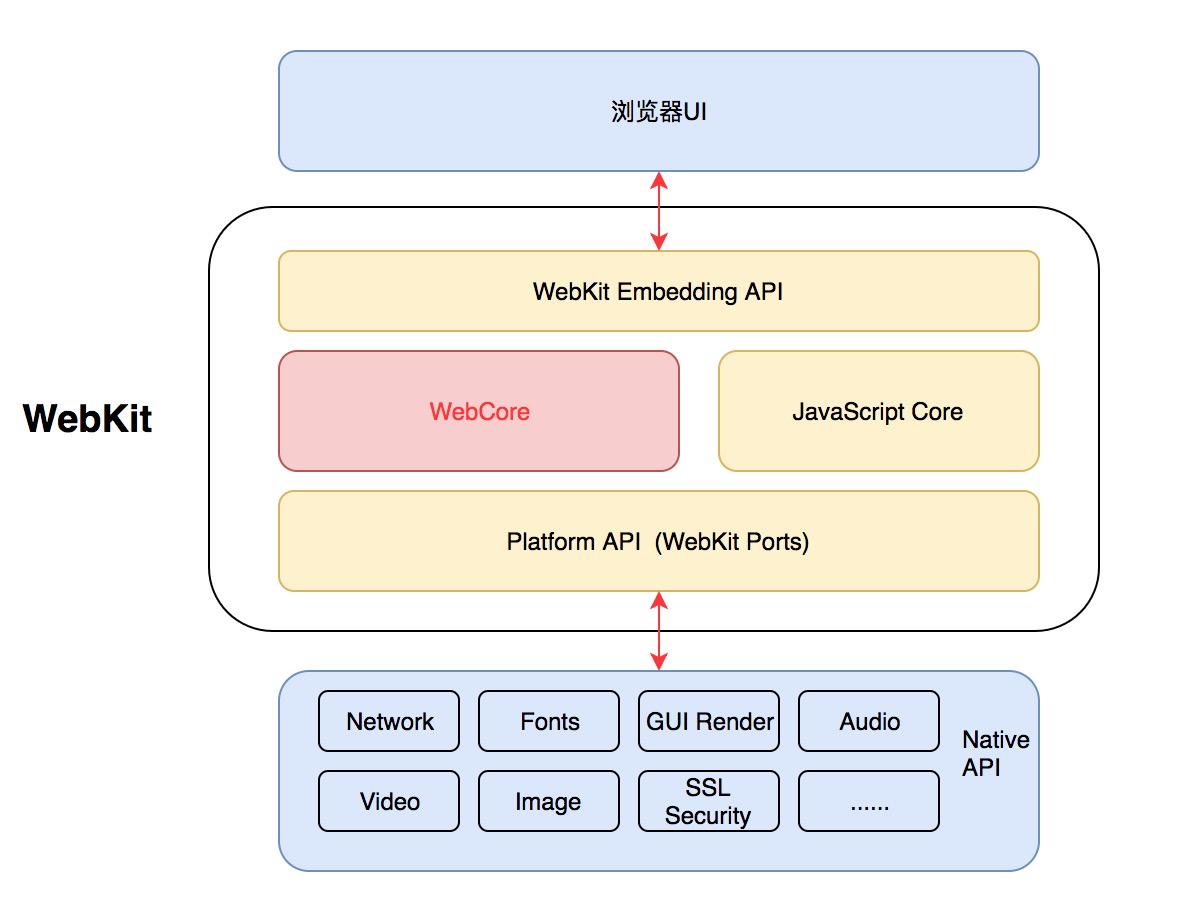 浏览器UI
WebKit Embedding API
WebCore
JavaScript Core
WebKit
Platform API  (WebKit Ports)
Network
Fonts
GUI Render
Audio
Native
API
Video
Image
SSL
Security
......